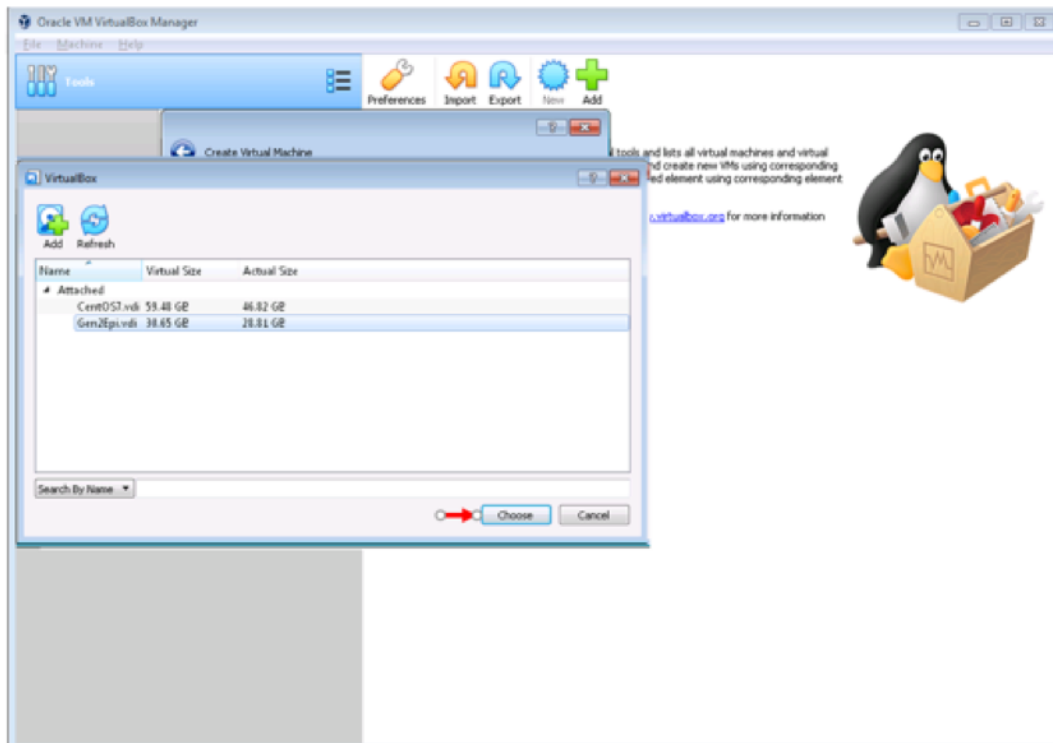 Oracle VM VirtualBox Manager
File Machine Help
Tools
Preferences Import Export New Add
Create Virtual Machine
tools and lists all virtual machines and virtual
nd create new VMs using corresponding
ed element using corresponding element
.virtualbox.org for more information
VirtualBox
Add Refresh
Name Virtual Size Actual Size
Attached
CentOS7.vdi 59.48 GB 46.82 GB
Gen2Epi.vdi 38.65 GB 28.81 GB
Search By Name
Choose Cancel